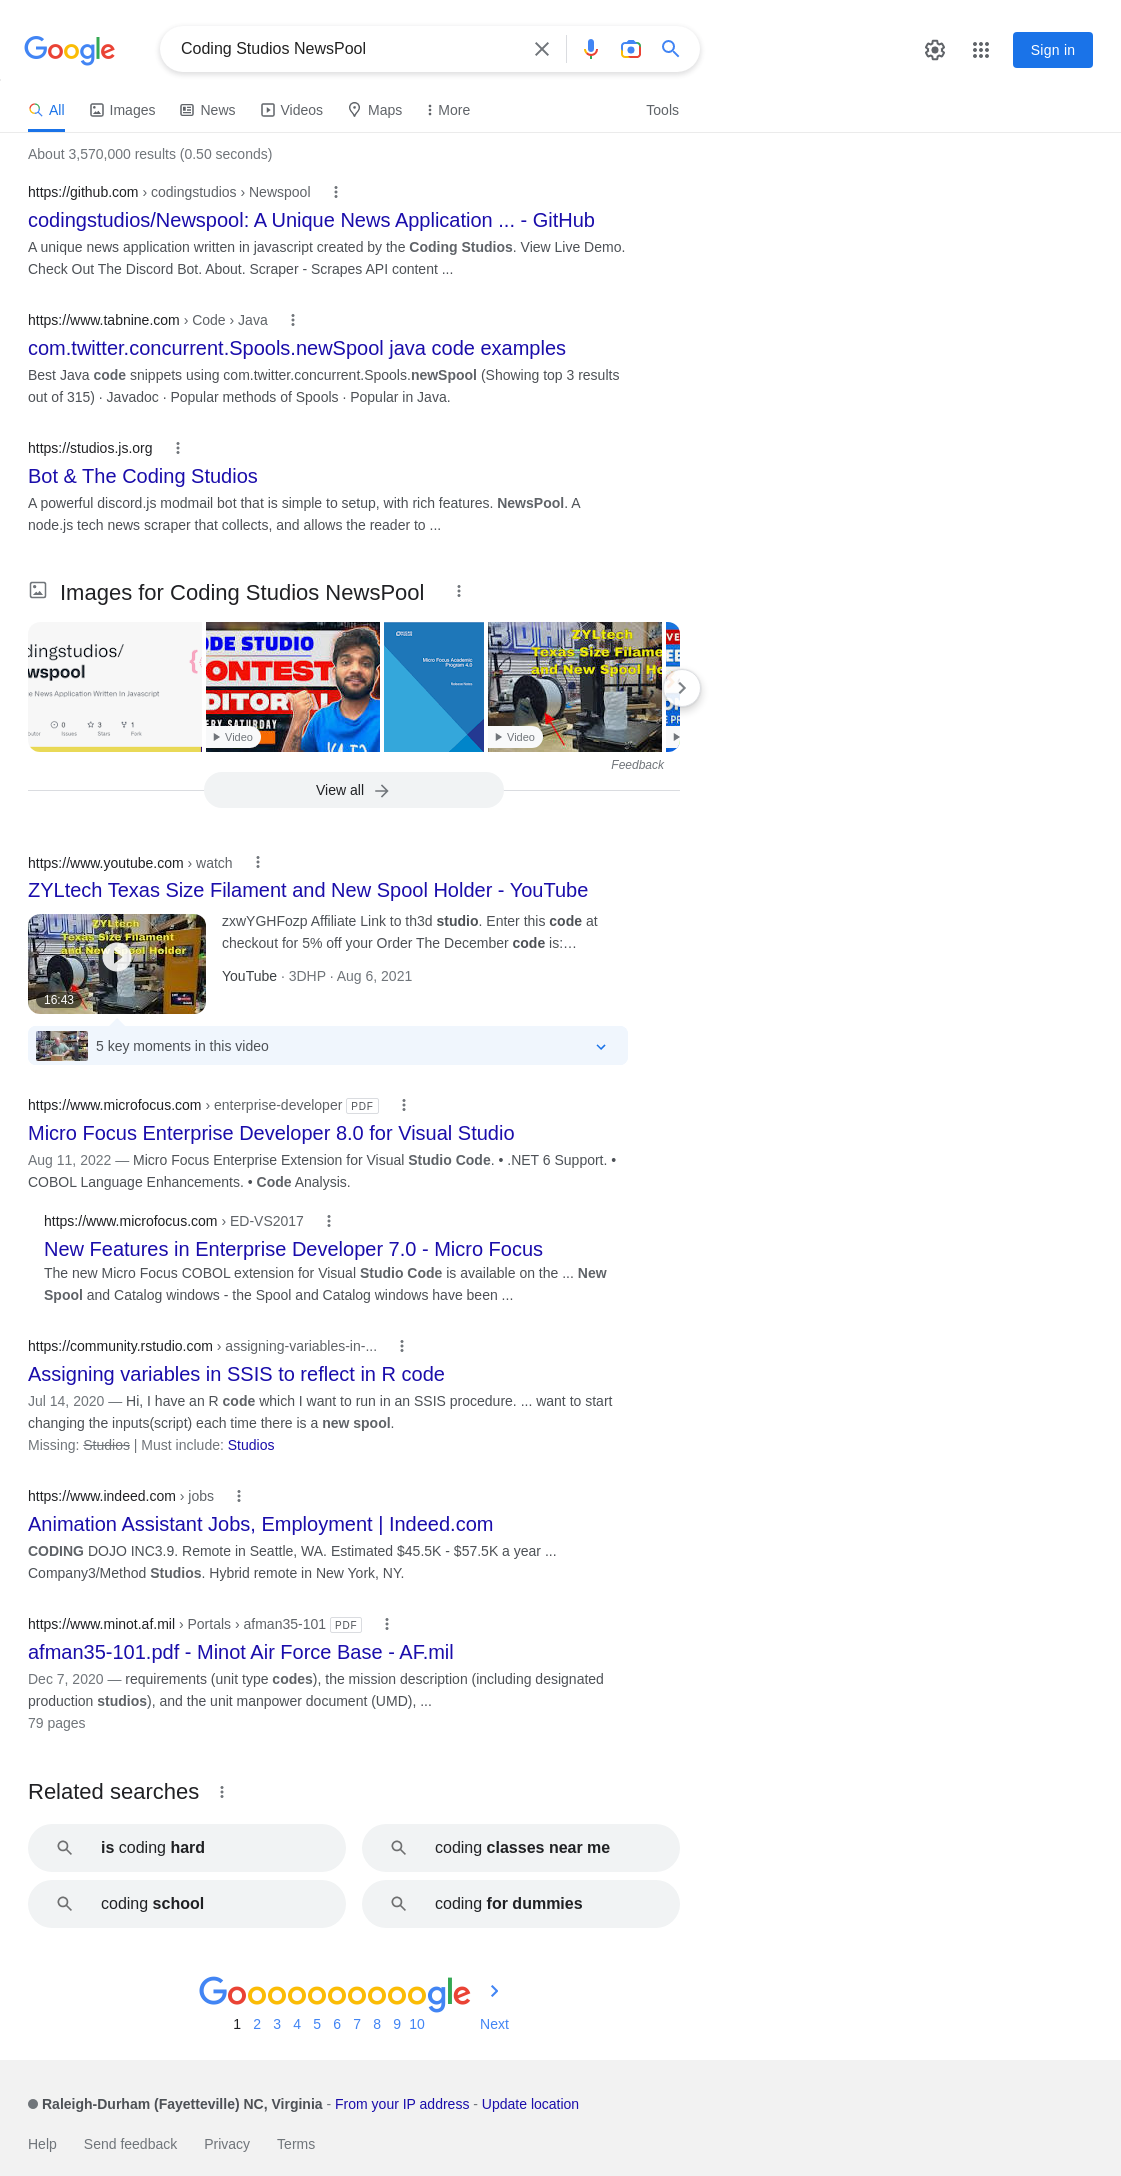 Google
Coding Studios NewsPool
Sign in
All
Images
News
Videos
Maps
More
Tools
About 3,570,000 results (0.50 seconds)
https://github.com › codingstudios › Newspool
codingstudios/Newspool: A Unique News Application ... - GitHub
A unique news application written in javascript created by the Coding Studios. View Live Demo.
Check Out The Discord Bot. About. Scraper - Scrapes API content ...
https://www.tabnine.com › Code › Java
com.twitter.concurrent.Spools.newSpool java code examples
Best Java code snippets using com.twitter.concurrent.Spools.newSpool (Showing top 3 results
out of 315) · Javadoc · Popular methods of Spools · Popular in Java.
https://studios.js.org
Bot & The Coding Studios
A powerful discord.js modmail bot that is simple to setup, with rich features. NewsPool. A
node.js tech news scraper that collects, and allows the reader to ...
Images for Coding Studios NewsPool
dingstudios/
wspool
e News Application Written In Javascript
0
3
1
Issues
Stars
Fork
ODE STUDIO
ONTEST
DITORIAL
ERY SATURDAY
Video
Micro Focus Academic
Program 4.0
Release Notes
ZYLtech
Texas Size Filame
and New Spool Ho
Video
Feedback
View all
https://www.youtube.com › watch
ZYLtech Texas Size Filament and New Spool Holder - YouTube
ZYLtech
Texas Size Filament
and New Spool Holder
16:43
zxwYGHFozp Affiliate Link to th3d studio. Enter this code at
checkout for 5% off your Order The December code is:...
YouTube · 3DHP · Aug 6, 2021
5 key moments in this video
https://www.microfocus.com › enterprise-developer PDF
Micro Focus Enterprise Developer 8.0 for Visual Studio
Aug 11, 2022 — Micro Focus Enterprise Extension for Visual Studio Code. • .NET 6 Support. •
COBOL Language Enhancements. • Code Analysis.
https://www.microfocus.com › ED-VS2017
New Features in Enterprise Developer 7.0 - Micro Focus
The new Micro Focus COBOL extension for Visual Studio Code is available on the ... New
Spool and Catalog windows - the Spool and Catalog windows have been ...
https://community.rstudio.com › assigning-variables-in-...
Assigning variables in SSIS to reflect in R code
Jul 14, 2020 — Hi, I have an R code which I want to run in an SSIS procedure. ... want to start
changing the inputs(script) each time there is a new spool.
Missing: Studios | Must include: Studios
https://www.indeed.com › jobs
Animation Assistant Jobs, Employment | Indeed.com
CODING DOJO INC3.9. Remote in Seattle, WA. Estimated $45.5K - $57.5K a year ...
Company3/Method Studios. Hybrid remote in New York, NY.
https://www.minot.af.mil › Portals › afman35-101 PDF
afman35-101.pdf - Minot Air Force Base - AF.mil
Dec 7, 2020 — requirements (unit type codes), the mission description (including designated
production studios), and the unit manpower document (UMD), ...
79 pages
Related searches
is coding hard
coding classes near me
coding school
coding for dummies
Goooooooooogle
1 2 3 4 5 6 7 8 9 10 Next
Raleigh-Durham (Fayetteville) NC, Virginia - From your IP address - Update location
Help Send feedback Privacy Terms